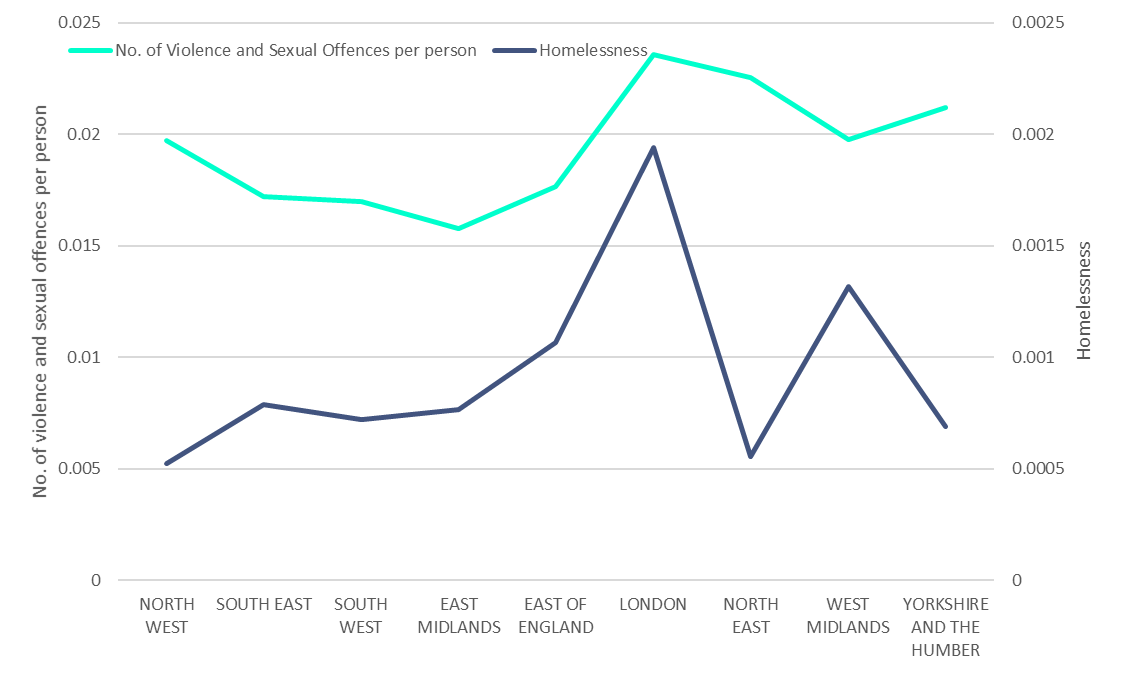 No. of Violence and Sexual Offences per person
Homelessness
No. of violence and sexual offences per person
0.025
0.02
0.015
0.01
0.005
0
0.0025
0.002
0.0015
0.001
0.0005
0
Homelessness
NORTH
WEST
SOUTH EAST
SOUTH
WEST
EAST
MIDLANDS
EAST OF
ENGLAND
LONDON
NORTH
EAST
WEST
MIDLANDS
YORKSHIRE
AND THE
HUMBER